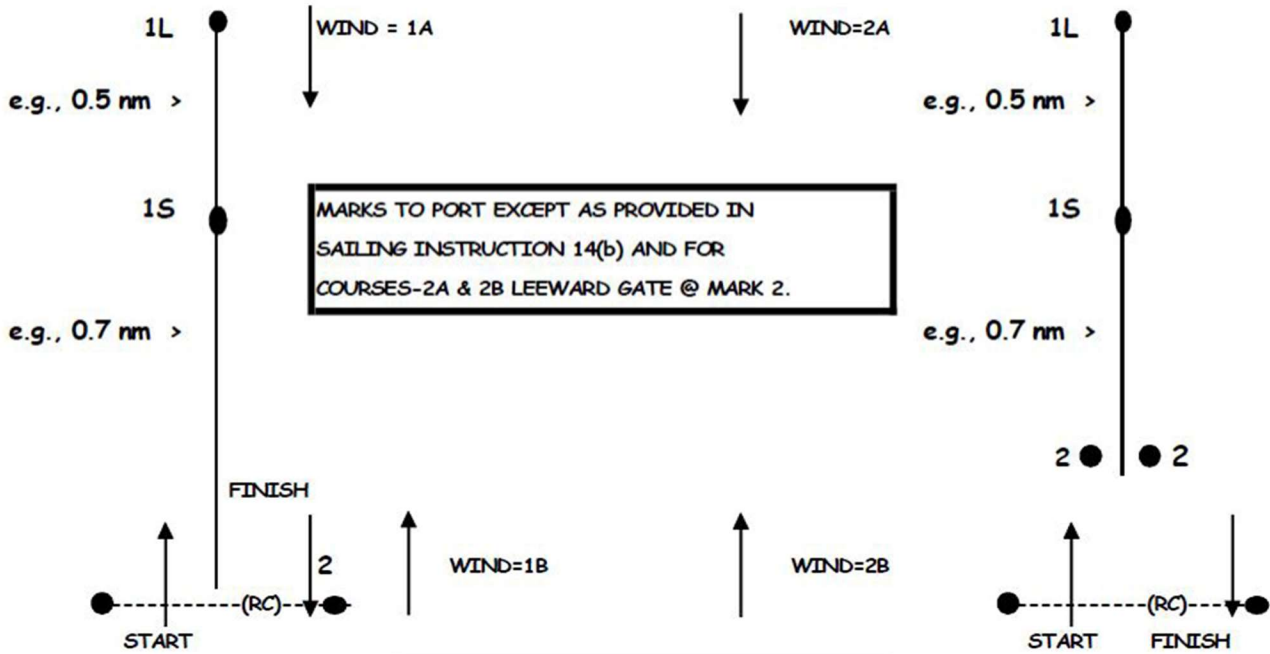 1L
WIND = 1A
WIND=2A
1L
e.g., 0.5 nm >
e.g., 0.5 nm >
1S
1S
MARKS TO PORT EXCEPT AS PROVIDED IN
SAILING INSTRUCTION 14(b) AND FOR
COURSES-2A & 2B LEEWARD GATE @ MARK 2.
e.g., 0.7 nm >
e.g., 0.7 nm >
2
2
FINISH
2
WIND=1B
WIND=2B
(RC)
(RC)
START
START
FINISH